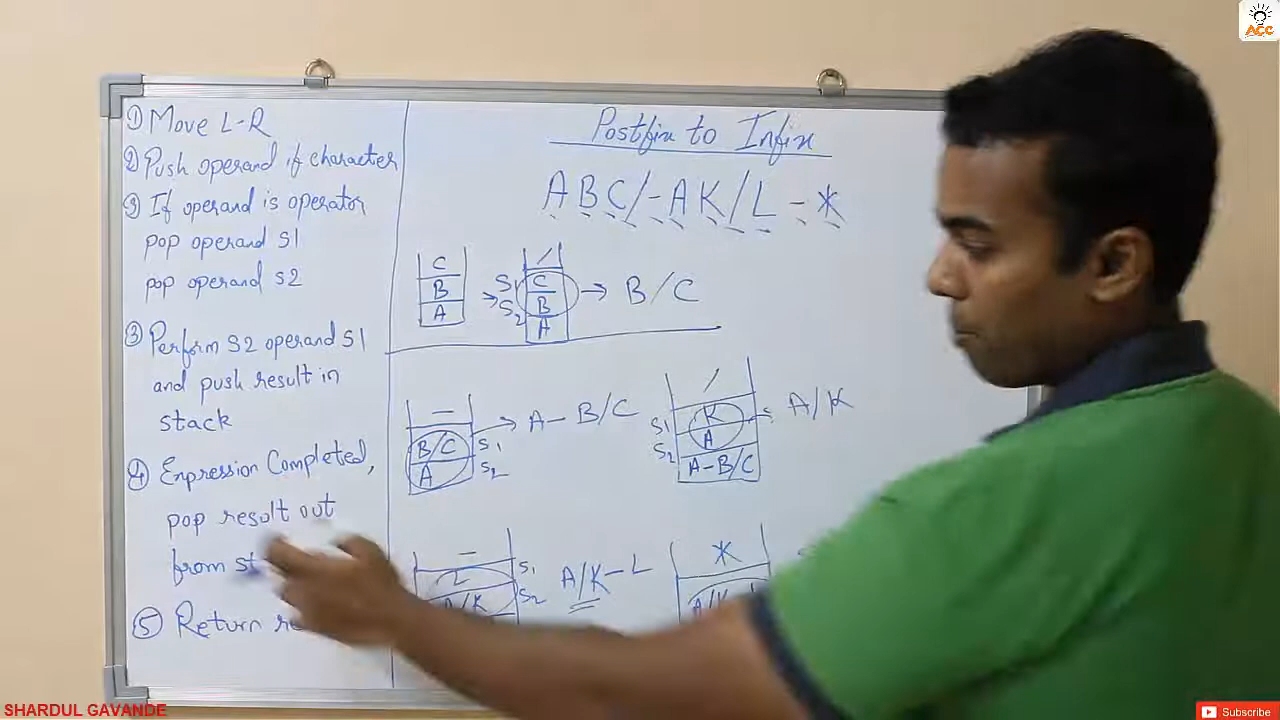 ① Move L-R
② Push operand if character
③ If operand is operator
pop operand S1
pop operand S2
③ Perform S2 operand S1
and push result in
stack
④ Expression Completed,
pop result out
from
⑤ Return
Postfix to Infix
ABC/-AK/L-*
C
B
A
/
S1 C
S2 B
A
→ B/C
-
B/C S1
A S2
→ A-B/C
/
S1 K
S2 A
A-B/C
A/K
-
L S1
A/K S2
A/K-L
*
ACC
SHARDUL GAVANDE
Subscribe